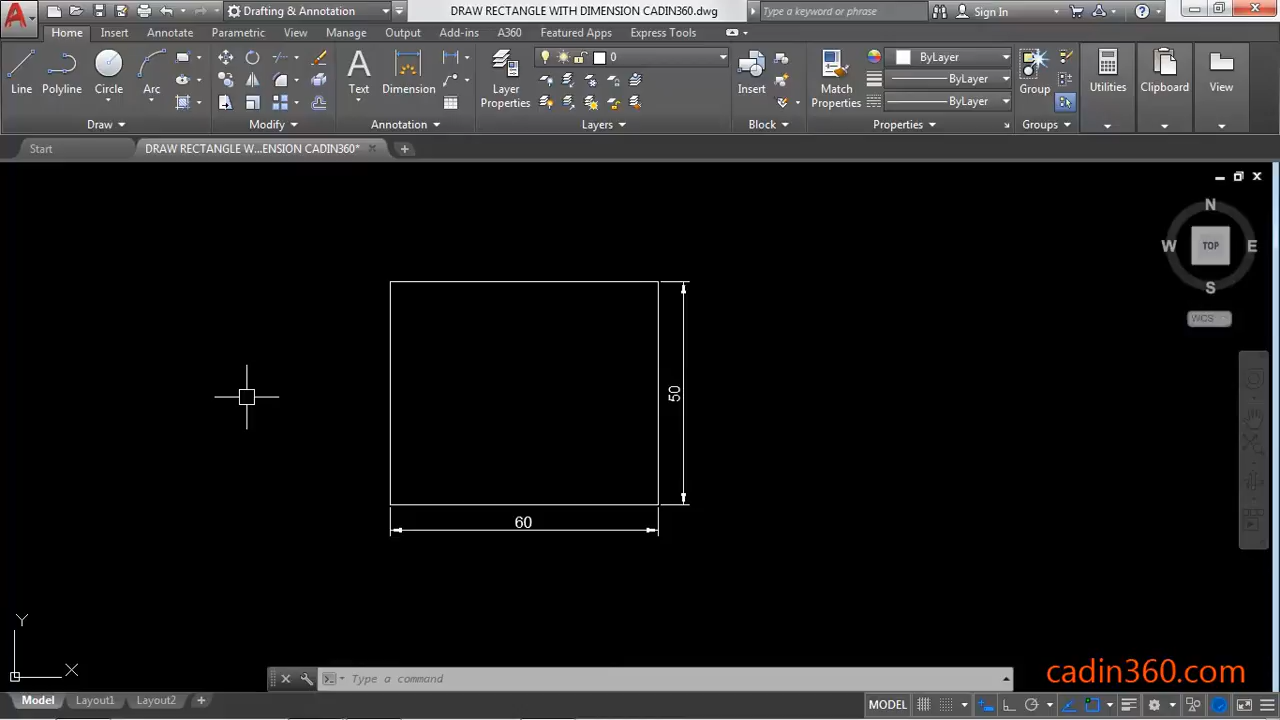 Drafting & Annotation
DRAW RECTANGLE WITH DIMENSION CADIN360.dwg
Type a keyword or phrase
Sign In
Home Insert Annotate Parametric View Manage Output Add-ins A360 Featured Apps Express Tools
Line Polyline Circle Arc
Text Dimension
Layer Properties
0
Insert
Match Properties
ByLayer
ByLayer
ByLayer
Group
Utilities
Clipboard
View
Draw Modify Annotation Layers Block Properties Groups
Start DRAW RECTANGLE W...ENSION CADIN360*
N
W TOP E
S
WCS
50
60
Y
X
Type a command
cadin360.com
Model Layout1 Layout2
MODEL